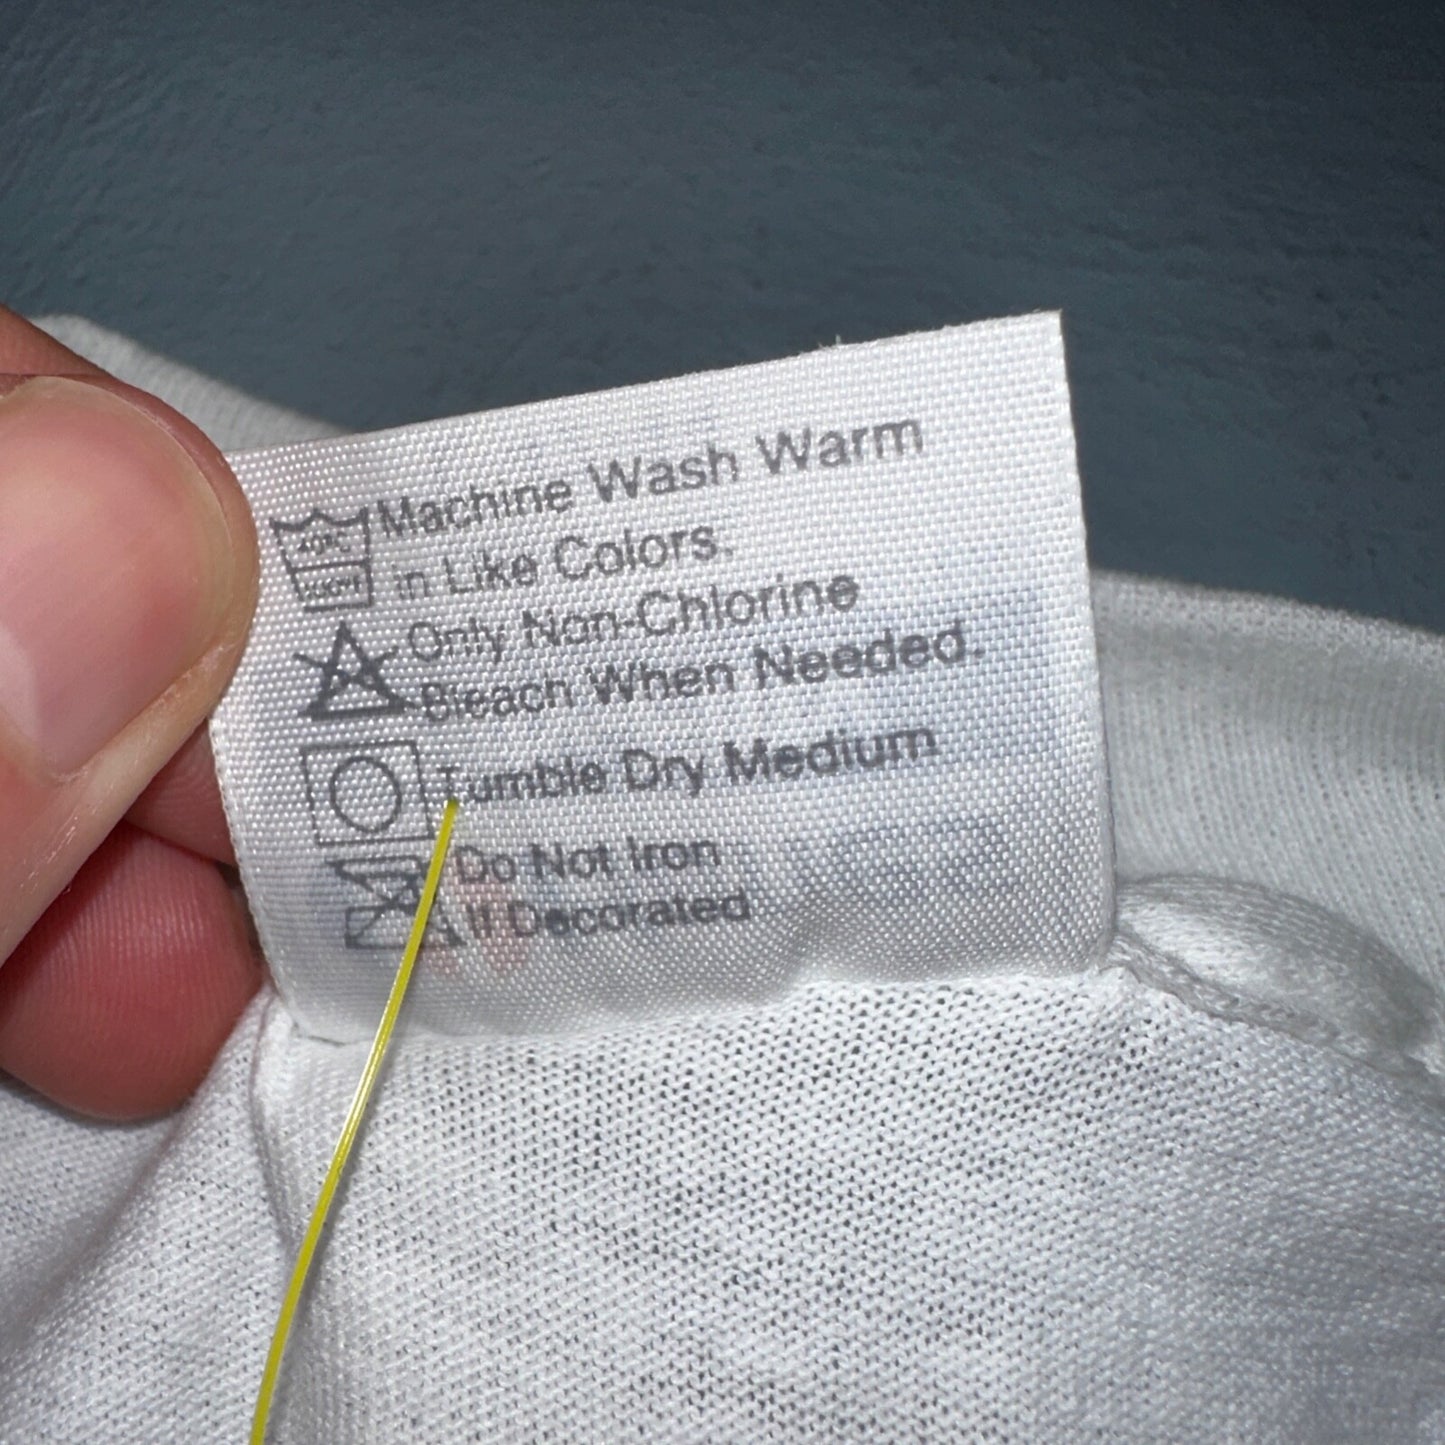 Machine Wash Warm
in Like Colors.
Only Non-Chlorine
Bleach When Needed.
Tumble Dry Medium
Do Not Iron
If Decorated